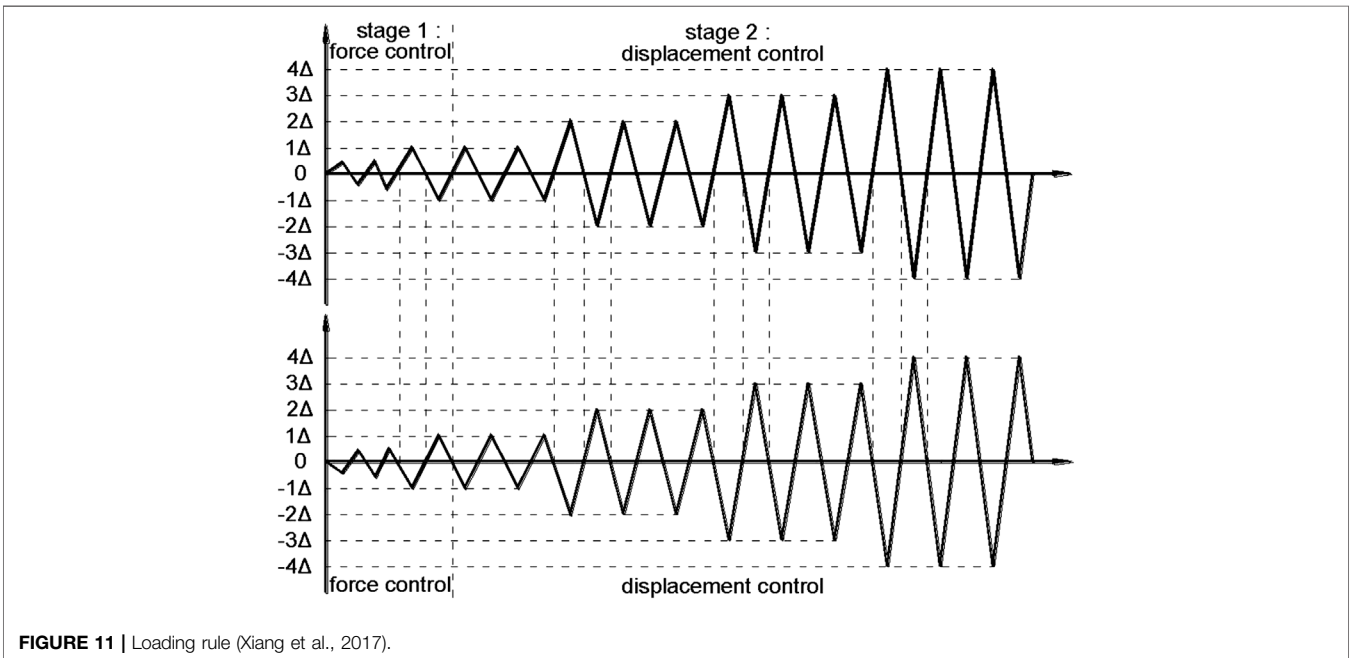 stage 1 :
force control
stage 2 :
displacement control
4Δ
3Δ
2Δ
1Δ
0
-1Δ
-2Δ
-3Δ
-4Δ
4Δ
3Δ
2Δ
1Δ
0
-1Δ
-2Δ
-3Δ
-4Δ
force control
displacement control
FIGURE 11 | Loading rule (Xiang et al., 2017).